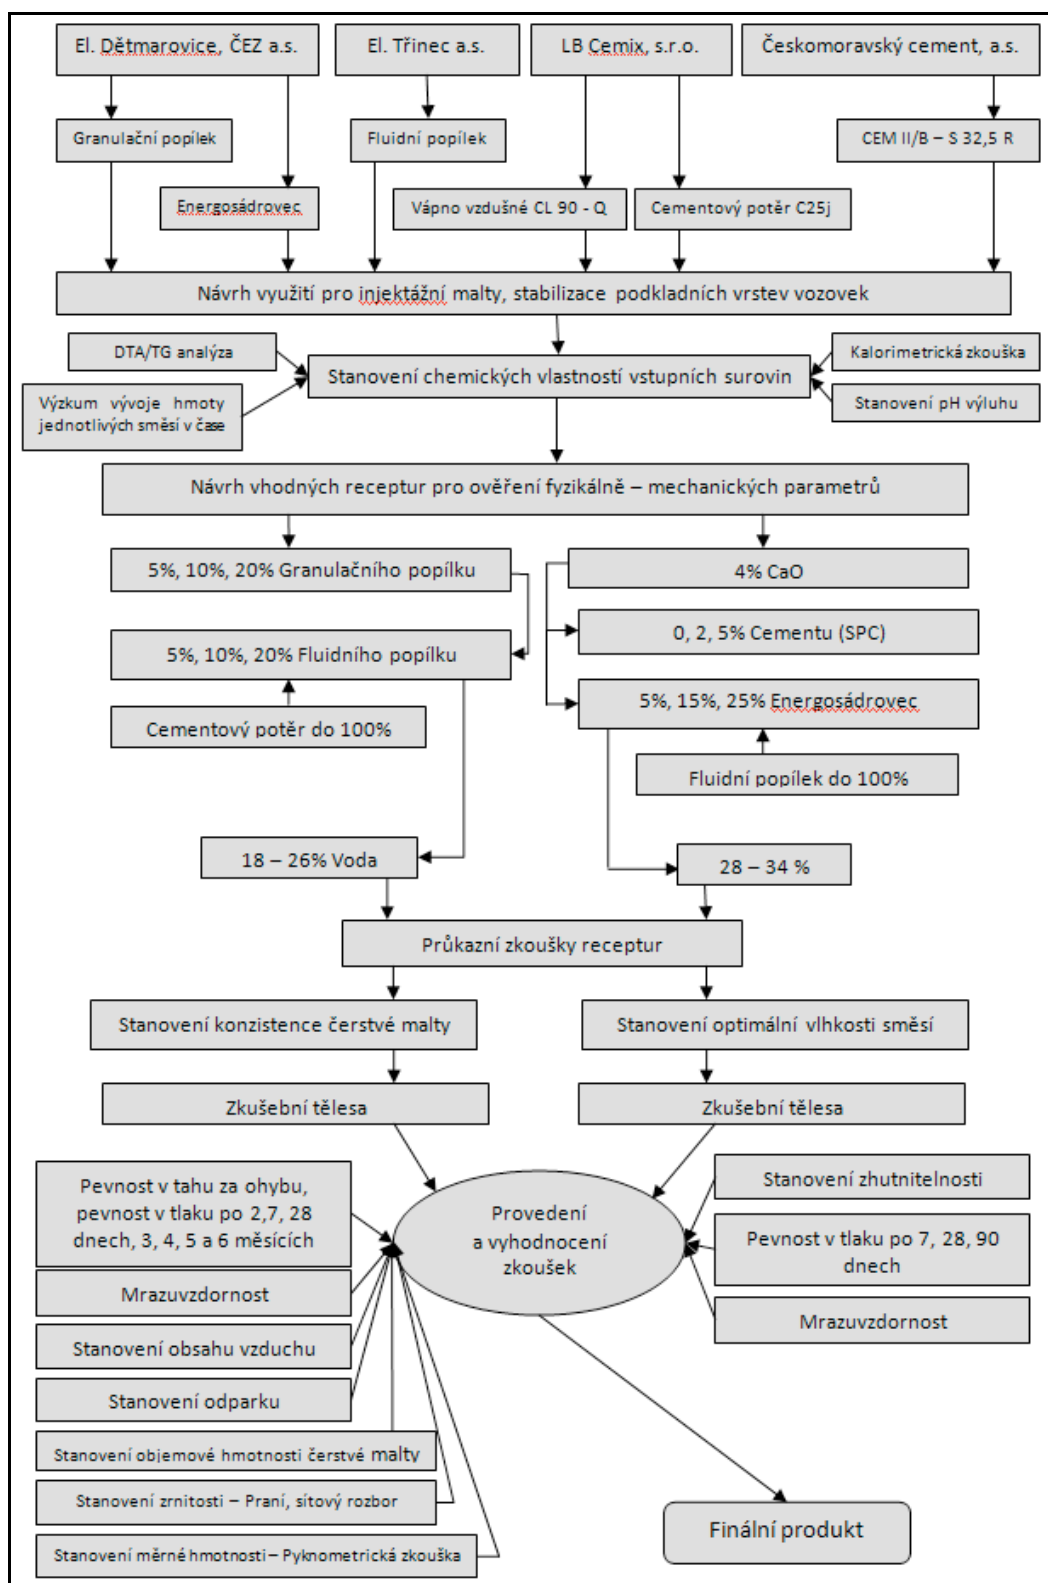 El. Dětmarovice, ČEZ a.s.
El. Třinec a.s.
LB Cemix, s.r.o.
Českomoravský cement, a.s.
Granulační popílek
Fluidní popílek
CEM II/B – S 32,5 R
Energosádrovec
Vápno vzdušné CL 90 - Q
Cementový potěr C25j
Návrh využití pro injektážní malty, stabilizace podkladních vrstev vozovek
DTA/TG analýza
Kalorimetrická zkouška
Stanovení chemických vlastností vstupních surovin
Výzkum vývoje hmoty
jednotlivých směsí v čase
Stanovení pH výluhu
Návrh vhodných receptur pro ověření fyzikálně – mechanických parametrů
5%, 10%, 20% Granulačního popílku
4% CaO
0, 2, 5% Cementu (SPC)
5%, 10%, 20% Fluidního popílku
5%, 15%, 25% Energosádrovec
Cementový potěr do 100%
Fluidní popílek do 100%
18 – 26% Voda
28 – 34 %
Průkazní zkoušky receptur
Stanovení konzistence čerstvé malty
Stanovení optimální vlhkosti směsí
Zkušební tělesa
Zkušební tělesa
Pevnost v tahu za ohybu,
pevnost v tlaku po 2,7, 28
dnech, 3, 4, 5 a 6 měsících
Provedení
a vyhodnocení
zkoušek
Stanovení zhutnitelnosti
Pevnost v tlaku po 7, 28, 90
dnech
Mrazuvzdornost
Mrazuvzdornost
Stanovení obsahu vzduchu
Stanovení odparku
Stanovení objemové hmotnosti čerstvé malty
Stanovení zrnitosti – Praní, sítový rozbor
Stanovení měrné hmotnosti – Pyknometrická zkouška
Finální produkt